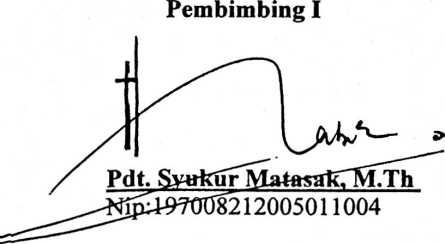 Pembimbing I
Pdt. Syukur Matasak, M.Th
Nip:197008212005011004